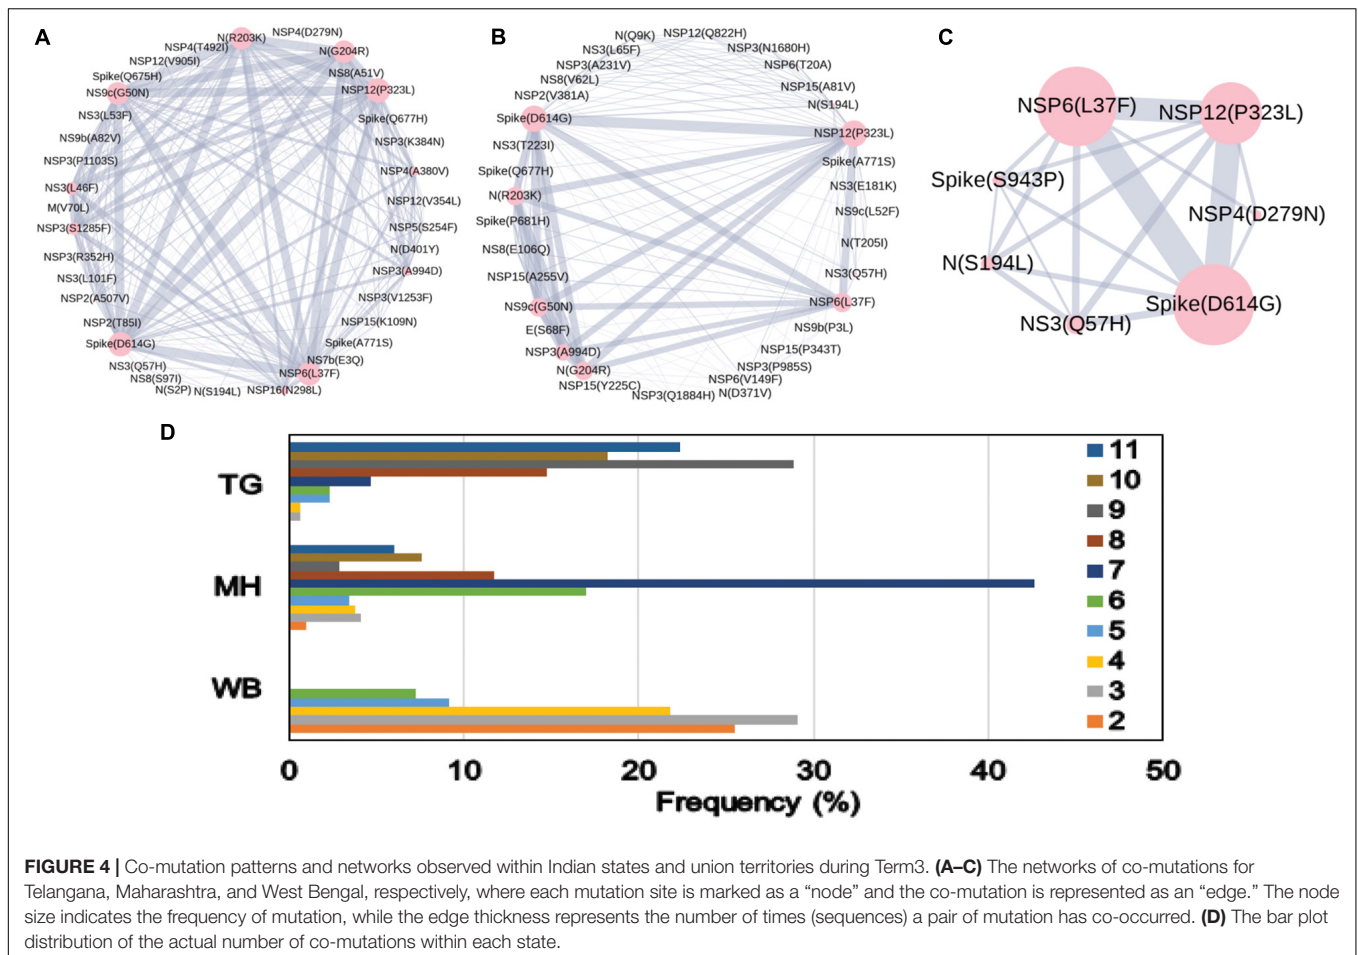 A
N(R203K)
NSP4(D279N)
NSP4(T492I)
N(G204R)
NSP12(V905I)
NS8(A51V)
Spike(Q675H)
NS9c(G50N)
NSP12(P323L)
NS3(L53F)
Spike(Q677H)
NS9b(A82V)
NSP3(K384N)
NSP3(P1103S)
NSP4(A380V)
NS3(L46F)
NSP12(V354L)
M(V70L)
NSP3(S1285F)
NSP5(S254F)
N(D401Y)
NSP3(R352H)
NSP3(A994D)
NS3(L101F)
NSP2(A507V)
NSP3(V1253F)
NSP2(T85I)
NSP15(K109N)
Spike(D614G)
Spike(A771S)
NS3(Q57H)
NS7b(E3Q)
NS8(S97I)
NSP6(L37F)
N(S2P)
N(S194L)
NSP16(N298L)
B
N(Q9K)
NSP12(Q822H)
NS3(L65F)
NSP3(N1680H)
NSP3(A231V)
NSP6(T20A)
NS8(V62L)
NSP15(A81V)
NSP2(V381A)
N(S194L)
Spike(D614G)
NSP12(P323L)
NS3(T223I)
Spike(A771S)
Spike(Q677H)
NS3(E181K)
N(R203K)
NS9c(L52F)
Spike(P681H)
N(T205I)
NS8(E106Q)
NSP15(A255V)
NS3(Q57H)
NS9c(G50N)
NSP6(L37F)
E(S68F)
NS9b(P3L)
NSP3(A994D)
NSP15(P343T)
N(G204R)
NSP3(P985S)
NSP15(Y225C)
NSP6(V149F)
NSP3(Q1884H)
N(D371V)
C
NSP6(L37F)
NSP12(P323L)
Spike(S943P)
NSP4(D279N)
N(S194L)
Spike(D614G)
NS3(Q57H)
D
TG
MH
WB
11
10
9
8
7
6
5
4
3
2
0 10 20 30 40 50
Frequency (%)
FIGURE 4 | Co-mutation patterns and networks observed within Indian states and union territories during Term3. (A–C) The networks of co-mutations for
Telangana, Maharashtra, and West Bengal, respectively, where each mutation site is marked as a “node” and the co-mutation is represented as an “edge.” The node
size indicates the frequency of mutation, while the edge thickness represents the number of times (sequences) a pair of mutation has co-occurred. (D) The bar plot
distribution of the actual number of co-mutations within each state.